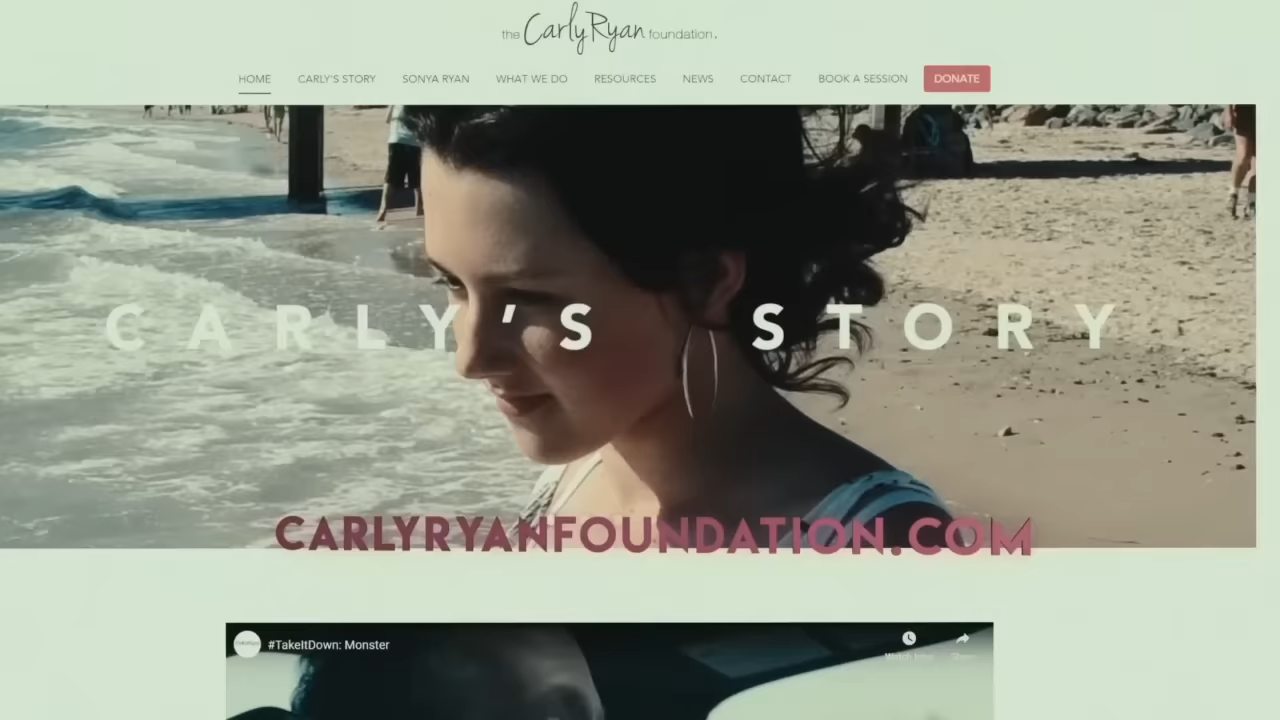 the Carly Ryan foundation.
HOME CARLY'S STORY SONYA RYAN WHAT WE DO RESOURCES NEWS CONTACT BOOK A SESSION DONATE
CARLY'S STORY
CARLYRYANFOUNDATION.COM
#TakeItDown: Monster